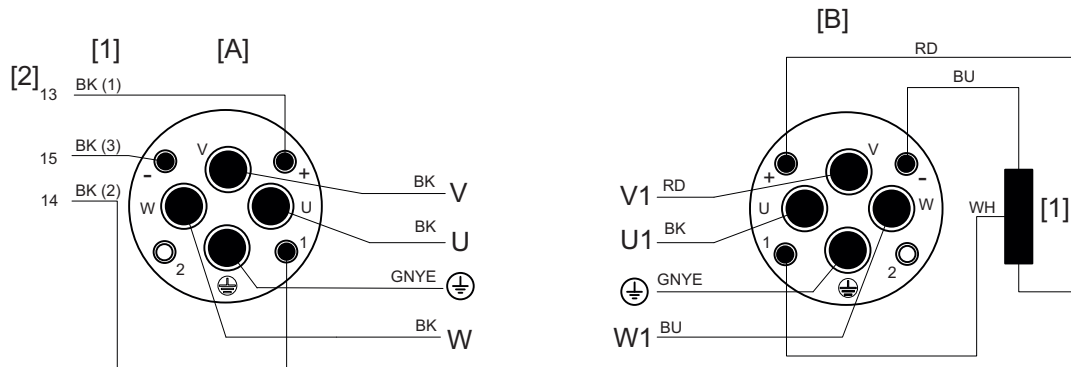 [1] [A]
[2]
13 BK (1)
15 BK (3)
14 BK (2)
V
-
+
W
U
2
1
BK V
BK U
GNYE
BK W
[B]
RD
BU
V
+
-
U
W
1
2
V1 RD
U1 BK
GNYE
W1 BU
WH
[1]